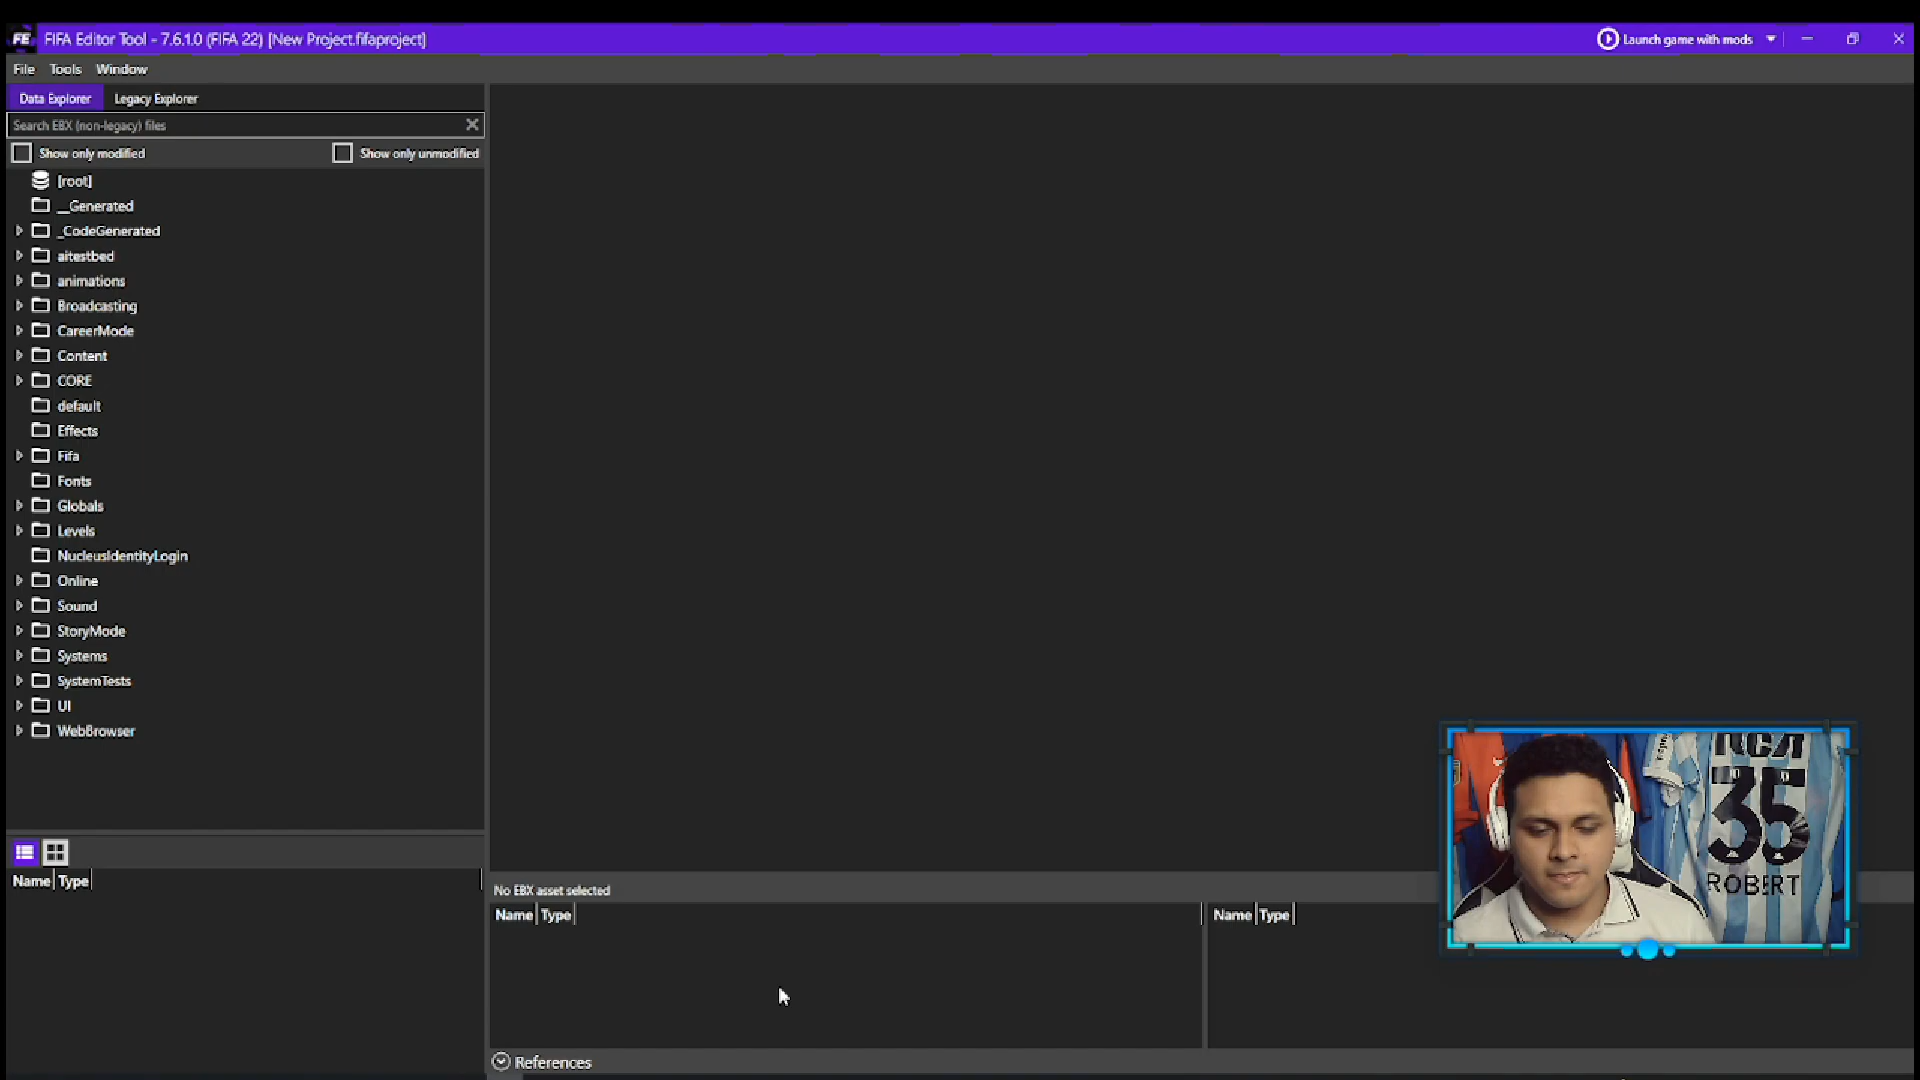 FE FIFA Editor Tool - 7.6.1.0 (FIFA 22) [New Project.fifaproject]
Launch game with mods
File Tools Window
Data Explorer Legacy Explorer
Search EBX (non-legacy) files
Show only modified Show only unmodified
[root]
__Generated
_CodeGenerated
aitestbed
animations
Broadcasting
CareerMode
Content
CORE
default
Effects
Fifa
Fonts
Globals
Levels
NucleusIdentityLogin
Online
Sound
StoryMode
Systems
SystemTests
UI
WebBrowser
Name Type
No EBX asset selected
Name Type
Name Type
References
35
ROBERT